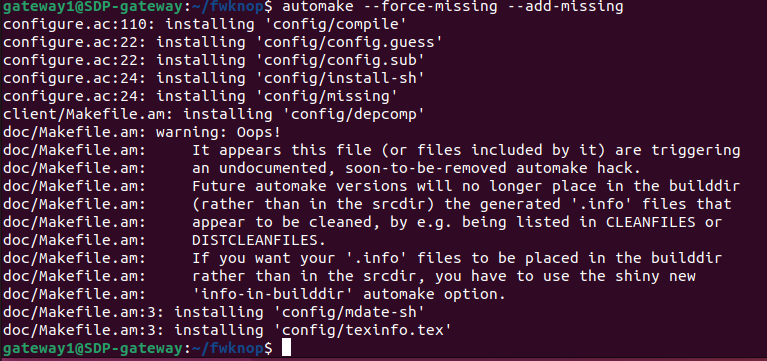 gateway1@SDP-gateway:~/fwknop$ automake --force-missing --add-missing
configure.ac:110: installing 'config/compile'
configure.ac:22: installing 'config/config.guess'
configure.ac:22: installing 'config/config.sub'
configure.ac:24: installing 'config/install-sh'
configure.ac:24: installing 'config/missing'
client/Makefile.am: installing 'config/depcomp'
doc/Makefile.am: warning: Oops!
doc/Makefile.am:     It appears this file (or files included by it) are triggering
doc/Makefile.am:     an undocumented, soon-to-be-removed automake hack.
doc/Makefile.am:     Future automake versions will no longer place in the builddir
doc/Makefile.am:     (rather than in the srcdir) the generated '.info' files that
doc/Makefile.am:     appear to be cleaned, by e.g. being listed in CLEANFILES or
doc/Makefile.am:     DISTCLEANFILES.
doc/Makefile.am:     If you want your '.info' files to be placed in the builddir
doc/Makefile.am:     rather than in the srcdir, you have to use the shiny new
doc/Makefile.am:     'info-in-builddir' automake option.
doc/Makefile.am:3: installing 'config/mdate-sh'
doc/Makefile.am:3: installing 'config/texinfo.tex'
gateway1@SDP-gateway:~/fwknop$